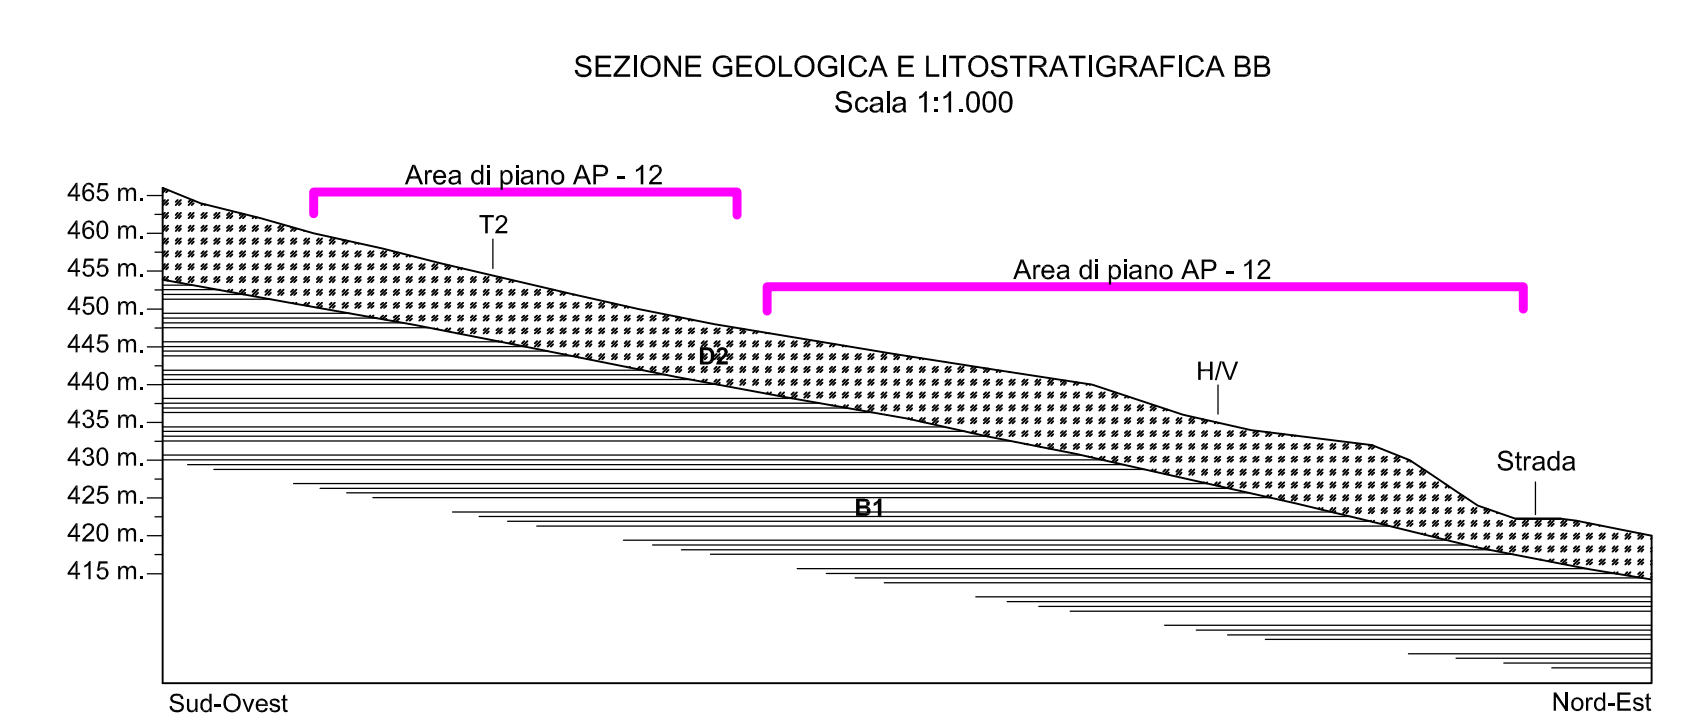 SEZIONE GEOLOGICA E LITOSTRATIGRAFICA BB
Scala 1:1.000
Area di piano AP - 12
465 m.
T2
460 m.
455 m.
Area di piano AP - 12
450 m.
445 m.
D2
440 m.
H/V
435 m.
430 m.
Strada
425 m.
B1
420 m.
415 m.
Sud-Ovest
Nord-Est